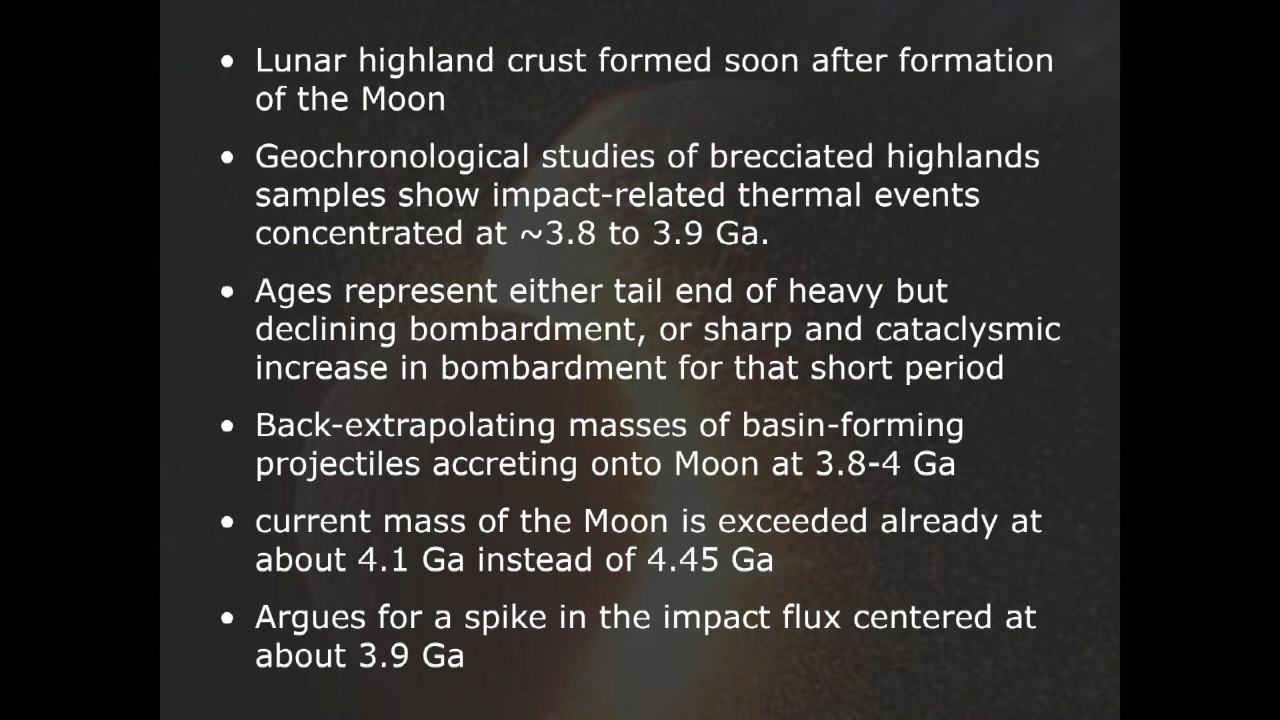 • Lunar highland crust formed soon after formation
of the Moon
• Geochronological studies of brecciated highlands
samples show impact-related thermal events
concentrated at ~3.8 to 3.9 Ga.
• Ages represent either tail end of heavy but
declining bombardment, or sharp and cataclysmic
increase in bombardment for that short period
• Back-extrapolating masses of basin-forming
projectiles accreting onto Moon at 3.8-4 Ga
• current mass of the Moon is exceeded already at
about 4.1 Ga instead of 4.45 Ga
• Argues for a spike in the impact flux centered at
about 3.9 Ga